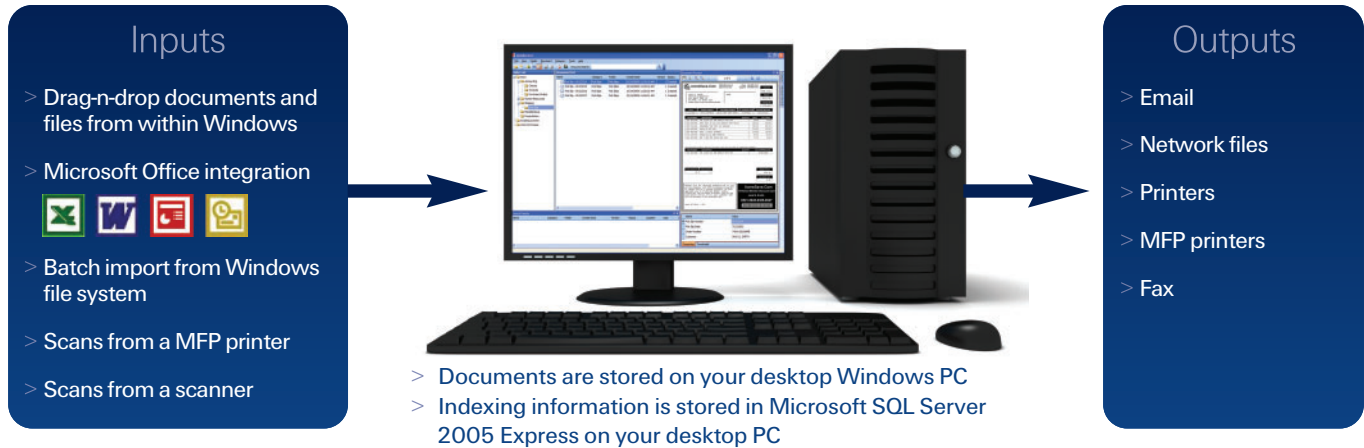 Inputs
> Drag-n-drop documents and
files from within Windows
> Microsoft Office integration
> Batch import from Windows
file system
> Scans from a MFP printer
> Scans from a scanner
> Documents are stored on your desktop Windows PC
> Indexing information is stored in Microsoft SQL Server
2005 Express on your desktop PC
Outputs
> Email
> Network files
> Printers
> MFP printers
> Fax